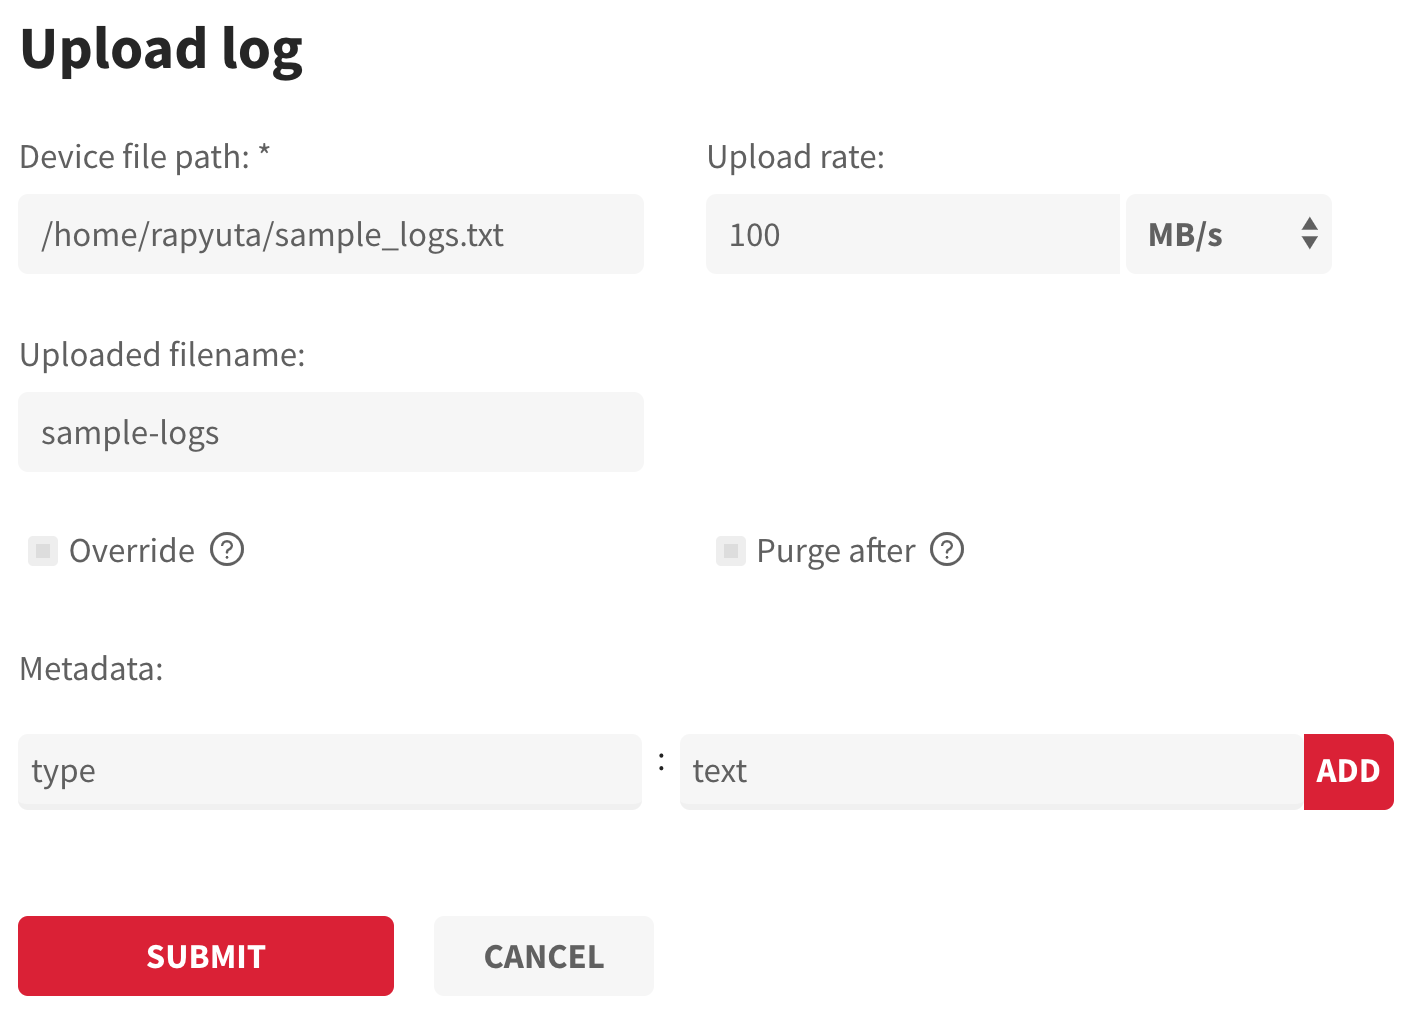 Upload log
Device file path: *
Upload rate:
/home/rapyuta/sample_logs.txt
100
MB/s
Uploaded filename:
sample-logs
Override ?
Purge after ?
Metadata:
type : text ADD
SUBMIT
CANCEL